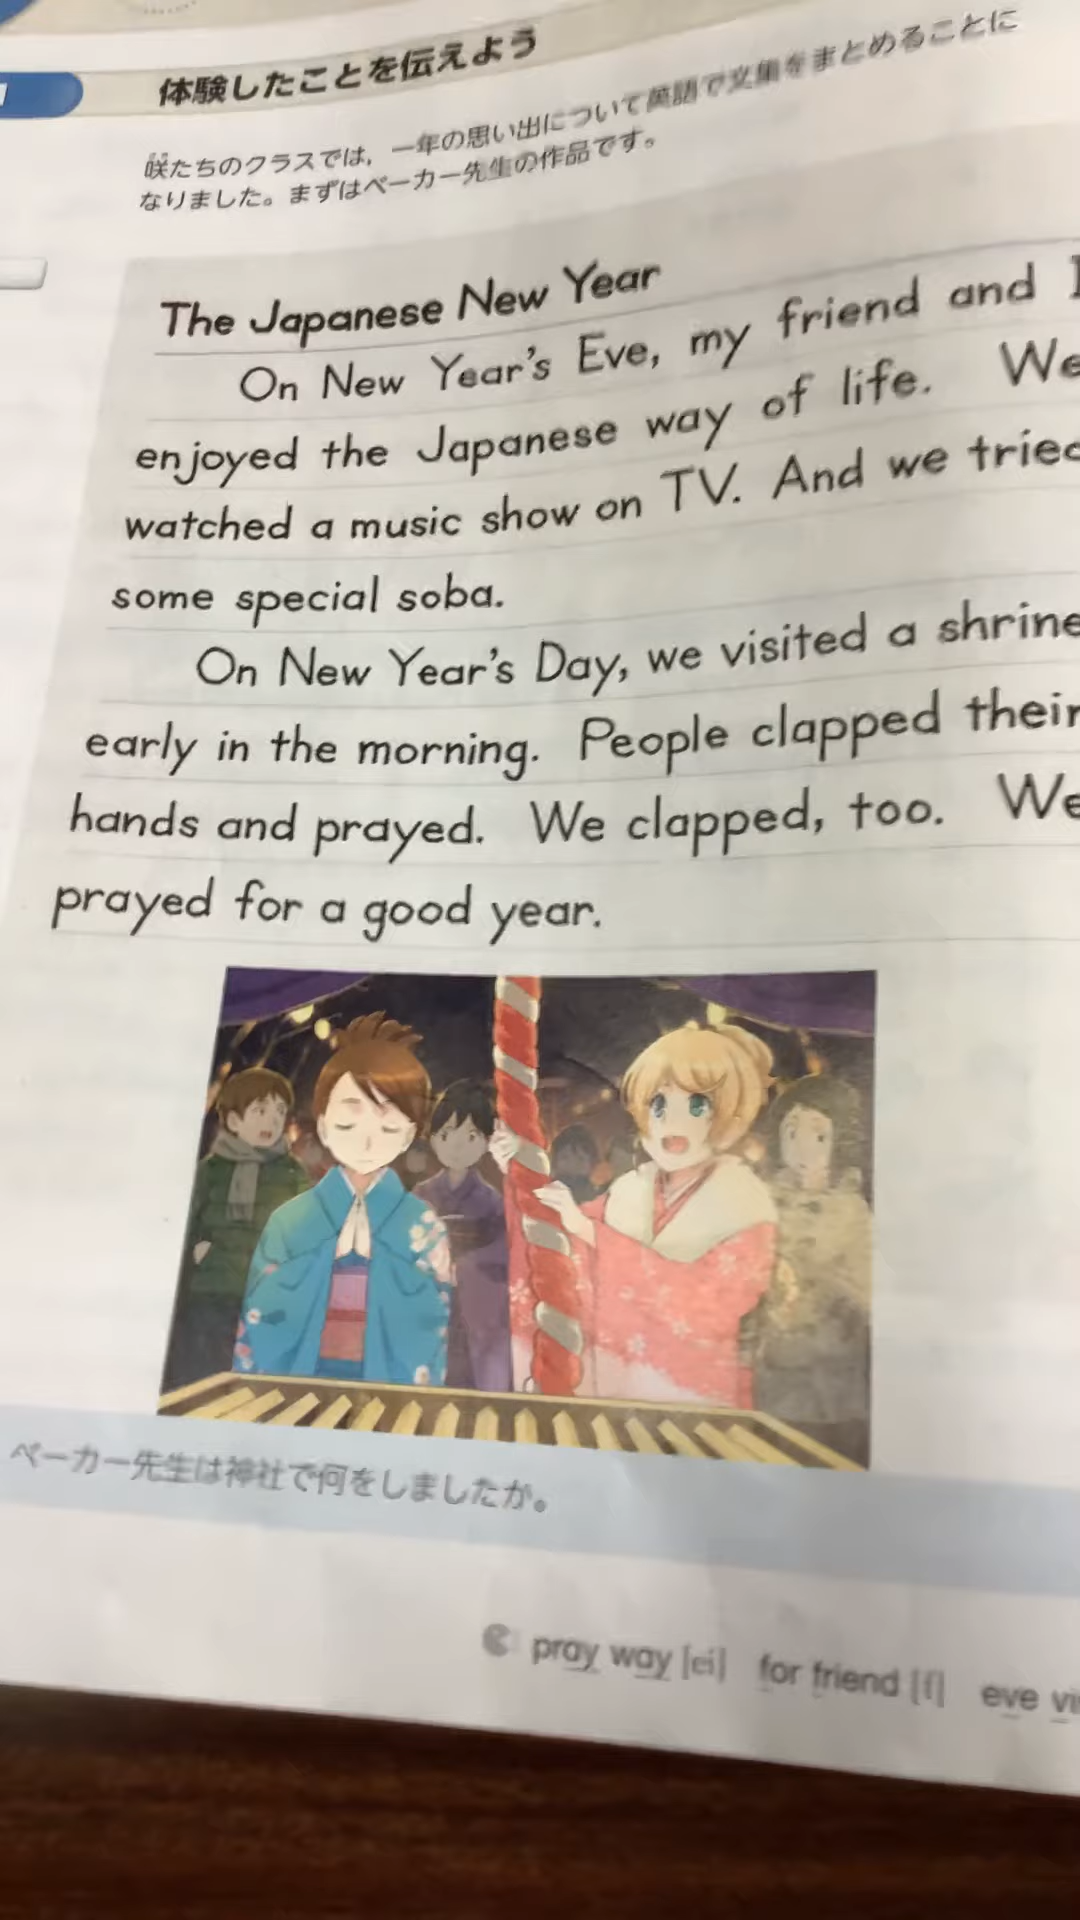 体験したことを伝えよう
咲たちのクラスでは，一年の思い出について英語で文集をまとめることに
なりました。まずはベーカー先生の作品です。
The Japanese New Year
On New Year's Eve, my friend and I
enjoyed the Japanese way of life. We
watched a music show on TV. And we tried
some special soba.
On New Year's Day, we visited a shrine
early in the morning. People clapped their
hands and prayed. We clapped, too. We
prayed for a good year.
ベーカー先生は神社で何をしましたか。
pray way [ei] for friend [f] eve